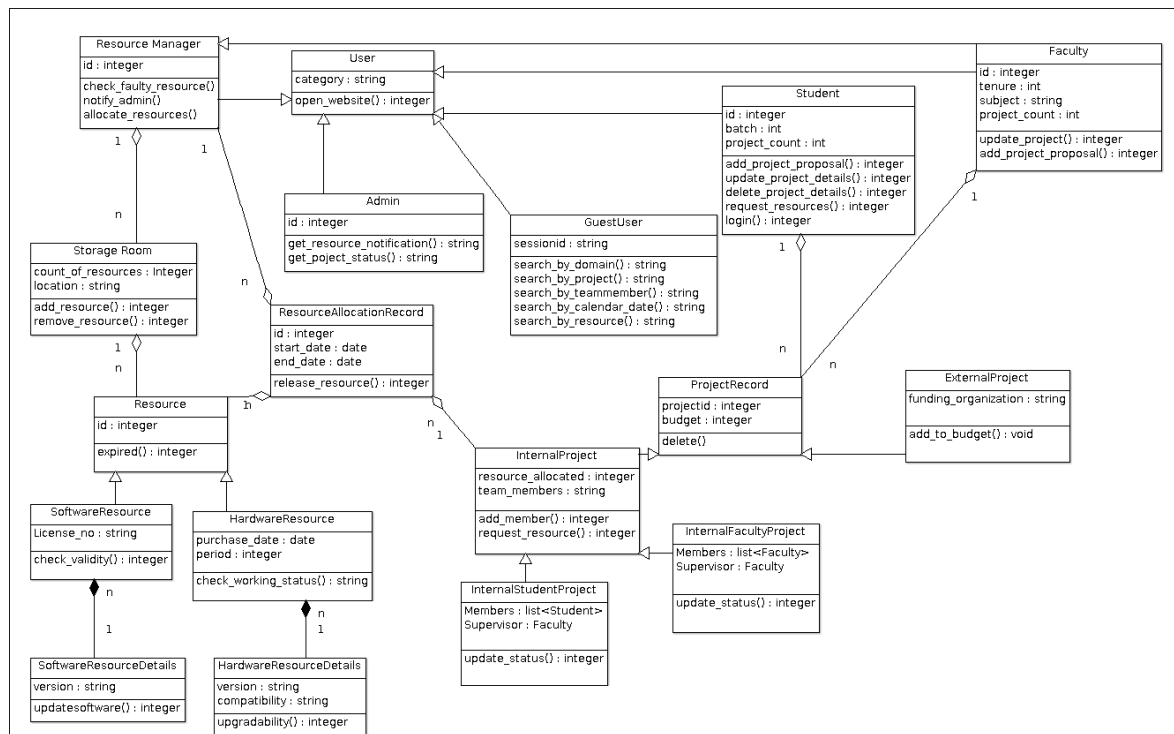 Resource Manager
id : integer
check_faulty_resource()
notify_admin()
allocate_resources()
User
category : string
open_website() : integer
Faculty
id : integer
tenure : int
subject : string
project_count : int
update_project() : integer
add_project_proposal() : integer
Student
id : integer
batch : int
project_count : int
add_project_proposal() : integer
update_project_details() : integer
delete_project_details() : integer
request_resources() : integer
login() : integer
1
1
1
1
n
Admin
id : integer
get_resource_notification() : string
get_poject_status() : string
GuestUser
sessionid : string
search_by_domain() : string
search_by_project() : string
search_by_teammember() : string
search_by_calendar_date() : string
search_by_resource() : string
Storage Room
count_of_resources : Integer
location : string
add_resource() : integer
remove_resource() : integer
n
ResourceAllocationRecord
id : integer
start_date : date
end_date : date
release_resource() : integer
1
n
n
n
ProjectRecord
projectid : integer
budget : integer
delete()
ExternalProject
funding_organization : string
add_to_budget() : void
Resource
id : integer
expired() : integer
1
n
n
1
InternalProject
resource_allocated : integer
team_members : string
add_member() : integer
request_resource() : integer
SoftwareResource
License_no : string
check_validity() : integer
HardwareResource
purchase_date : date
period : integer
check_working_status() : string
InternalFacultyProject
Members : list<Faculty>
Supervisor : Faculty
update_status() : integer
InternalStudentProject
Members : list<Student>
Supervisor : Faculty
update_status() : integer
n
1
n
1
SoftwareResourceDetails
version : string
updatesoftware() : integer
HardwareResourceDetails
version : string
compatibility : string
upgradability() : integer